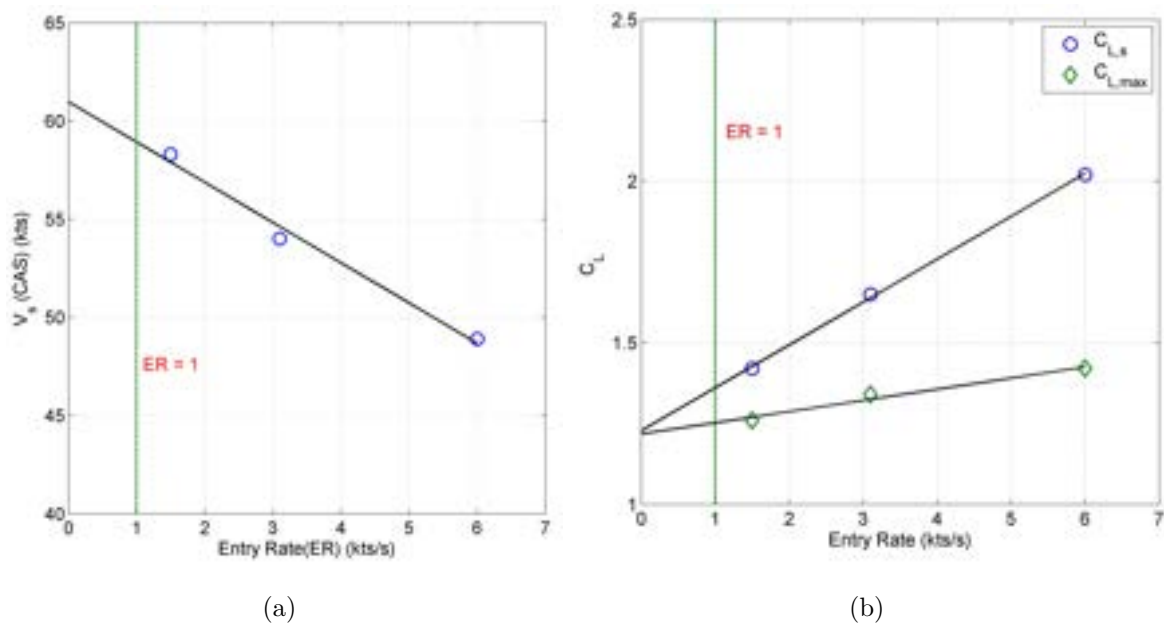 65
60
55
50
45
40
V_s (CAS) (kts)
ER = 1
0 1 2 3 4 5 6 7
Entry Rate(ER) (kts/s)
(a)
2.5
2
1.5
1
C_L
C_L,s
C_L,max
ER = 1
0 1 2 3 4 5 6 7
Entry Rate (kts/s)
(b)